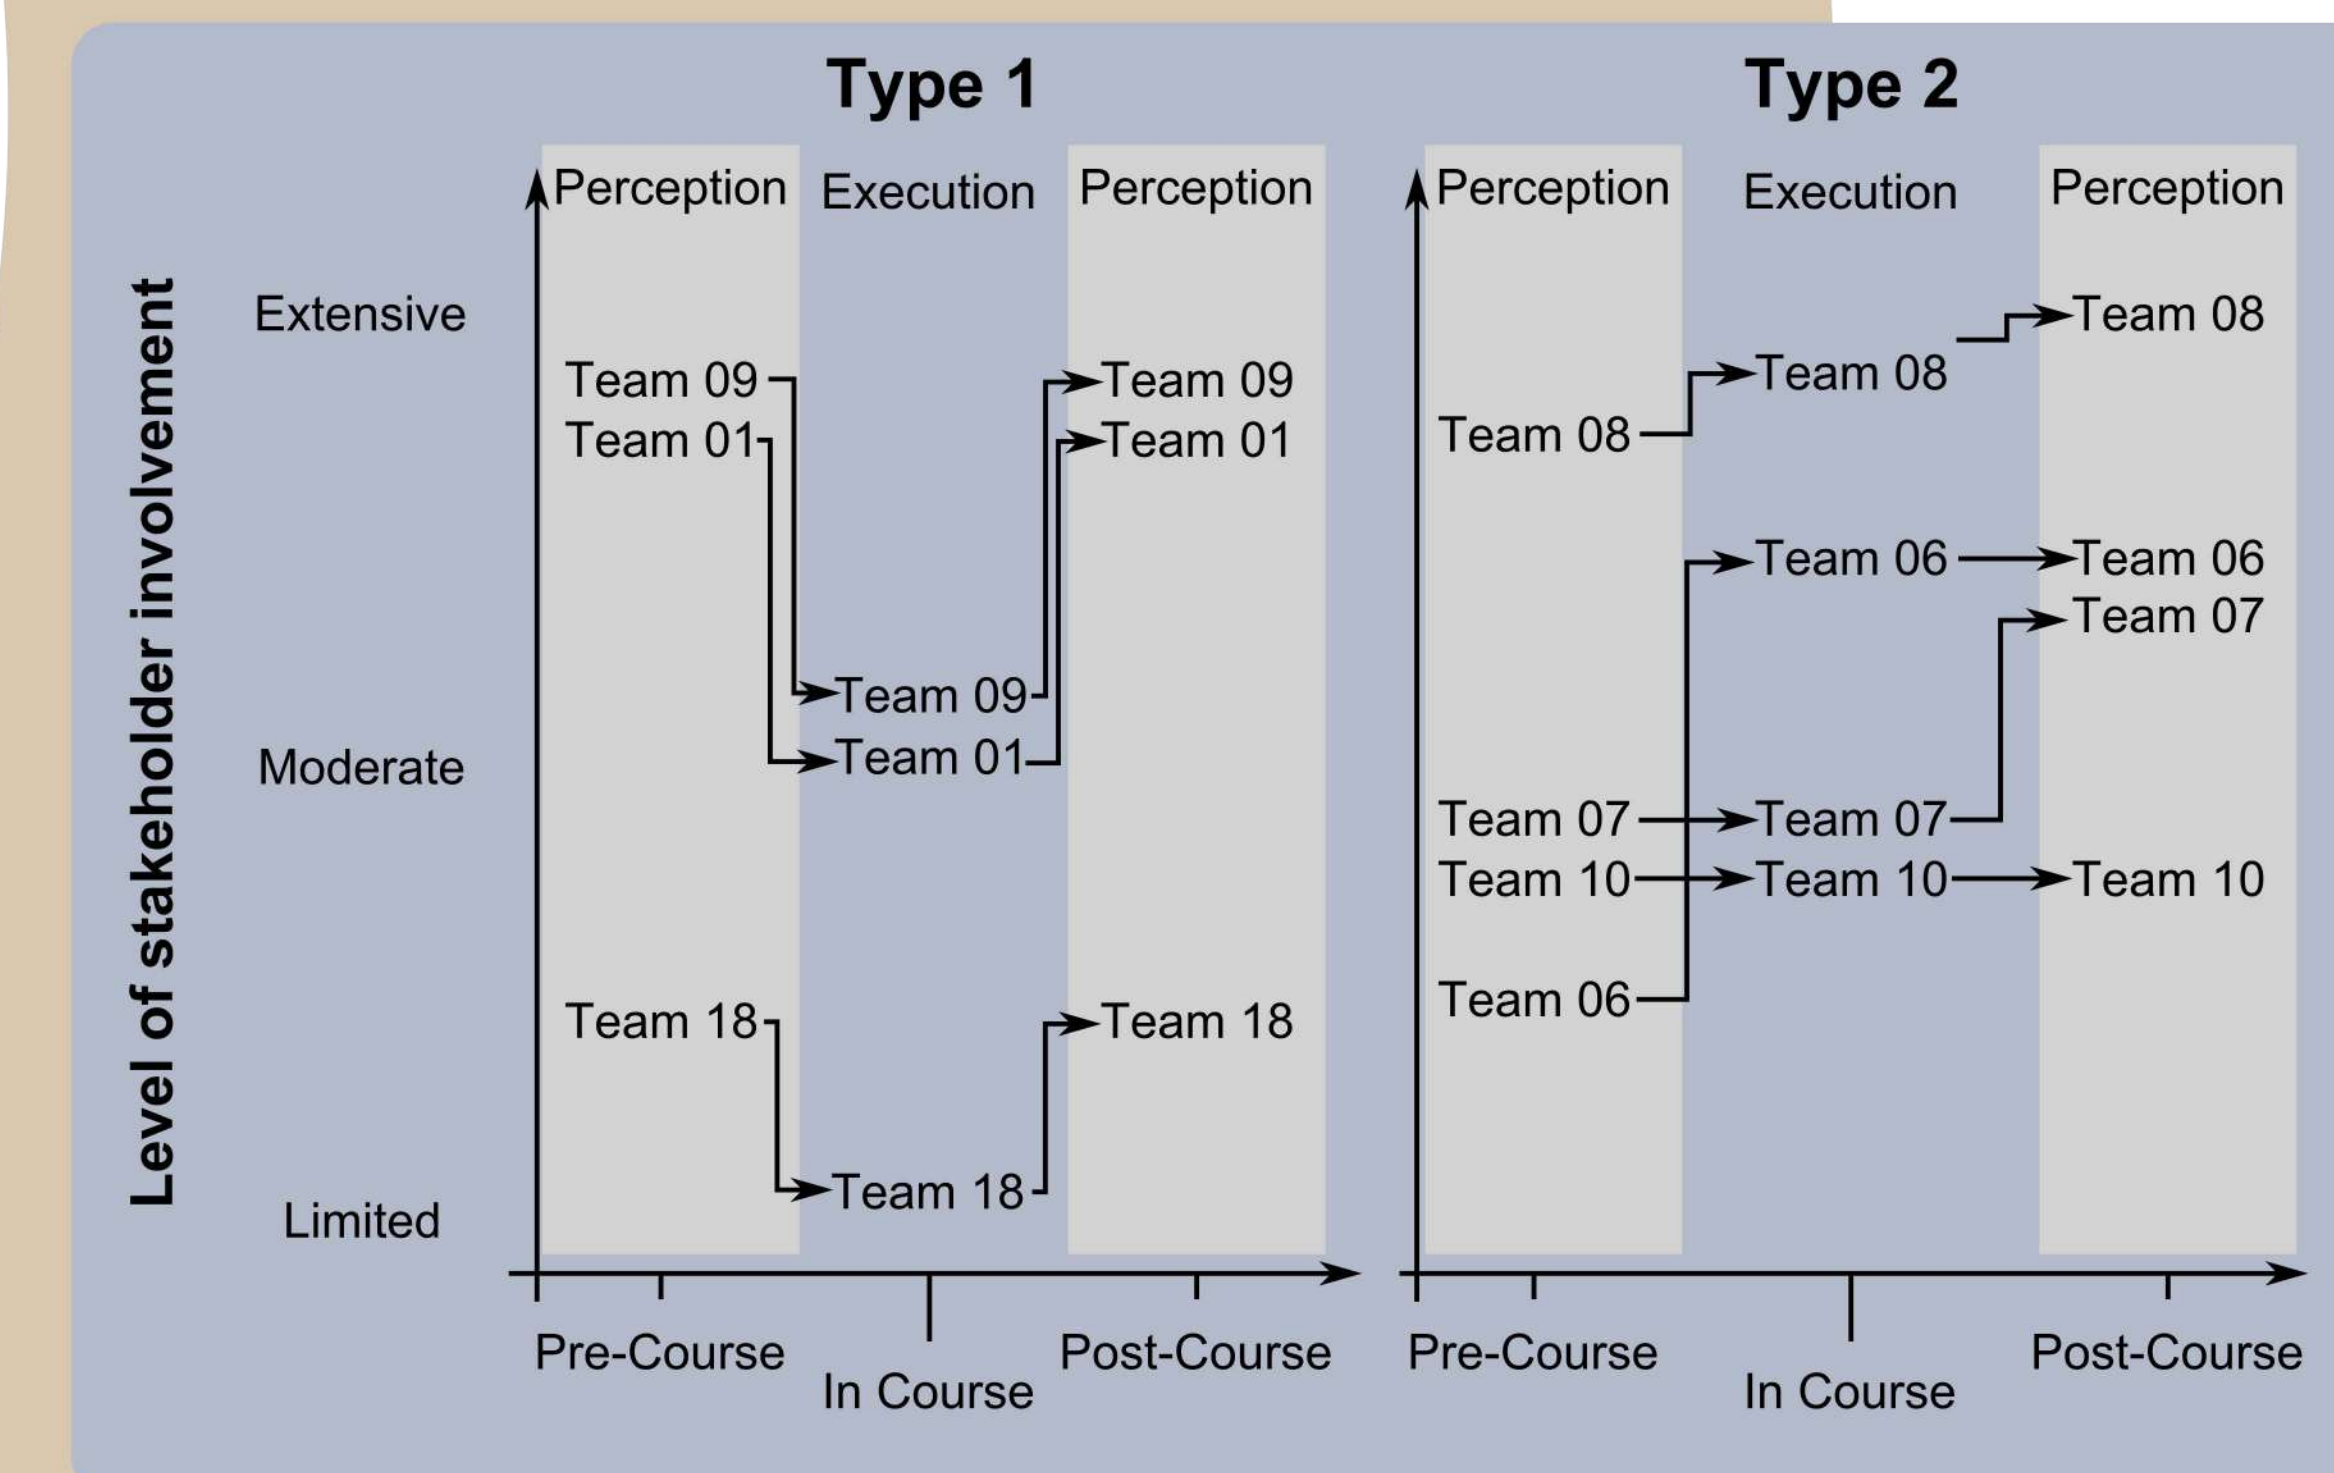 Type 1
Type 2
Level of stakeholder involvement
Extensive
Moderate
Limited
Perception
Execution
Perception
Team 09
Team 01
Team 18
Team 09
Team 01
Team 18
Team 09
Team 01
Team 18
Pre-Course
In Course
Post-Course
Perception
Execution
Perception
Team 08
Team 07
Team 10
Team 06
Team 08
Team 06
Team 07
Team 10
Team 08
Team 06
Team 07
Team 10
Pre-Course
In Course
Post-Course